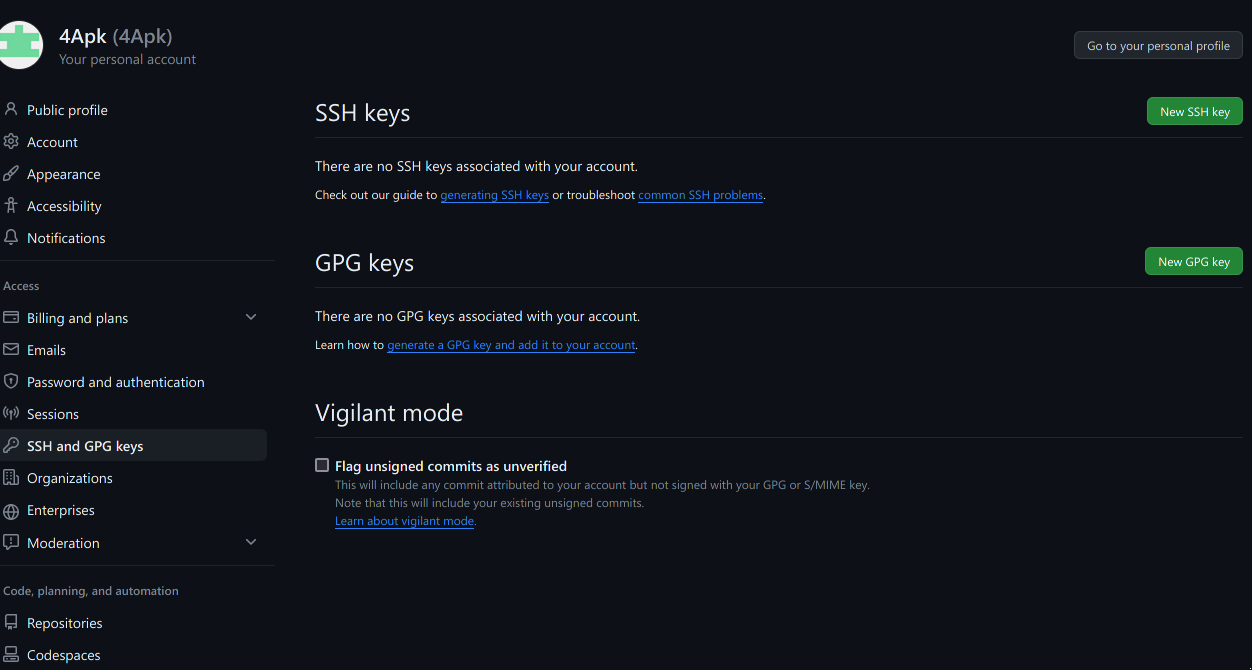 4Apk (4Apk)
Your personal account
Go to your personal profile
Public profile
Account
Appearance
Accessibility
Notifications
Access
Billing and plans
Emails
Password and authentication
Sessions
SSH and GPG keys
Organizations
Enterprises
Moderation
Code, planning, and automation
Repositories
Codespaces
SSH keys
New SSH key
There are no SSH keys associated with your account.
Check out our guide to generating SSH keys or troubleshoot common SSH problems.
GPG keys
New GPG key
There are no GPG keys associated with your account.
Learn how to generate a GPG key and add it to your account.
Vigilant mode
Flag unsigned commits as unverified
This will include any commit attributed to your account but not signed with your GPG or S/MIME key.
Note that this will include your existing unsigned commits.
Learn about vigilant mode.